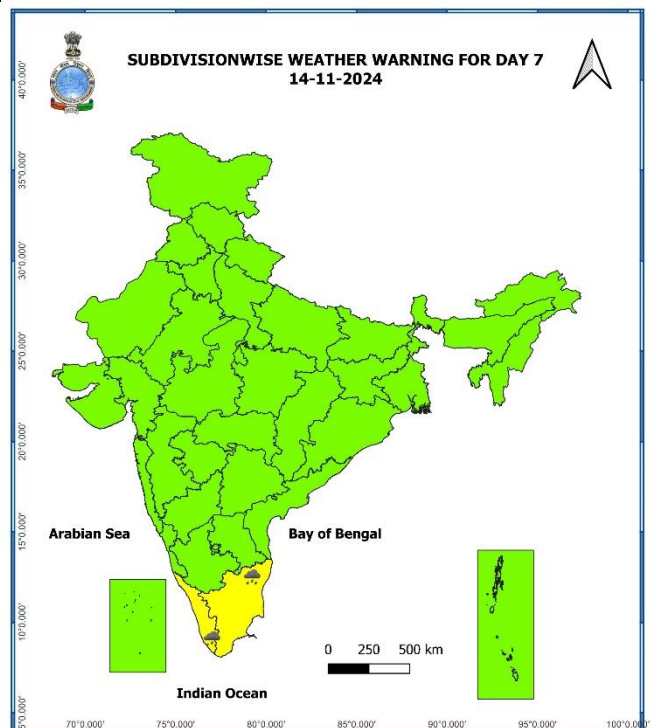 SUBDIVISIONWISE WEATHER WARNING FOR DAY 7
14-11-2024
40°0.000'
35°0.000'
30°0.000'
25°0.000'
20°0.000'
Arabian Sea
Bay of Bengal
15°0.000'
10°0.000'
0 250 500 km
Indian Ocean
5°0.000'
70°0.000' 75°0.000' 80°0.000' 85°0.000' 90°0.000' 95°0.000' 100°0.000'